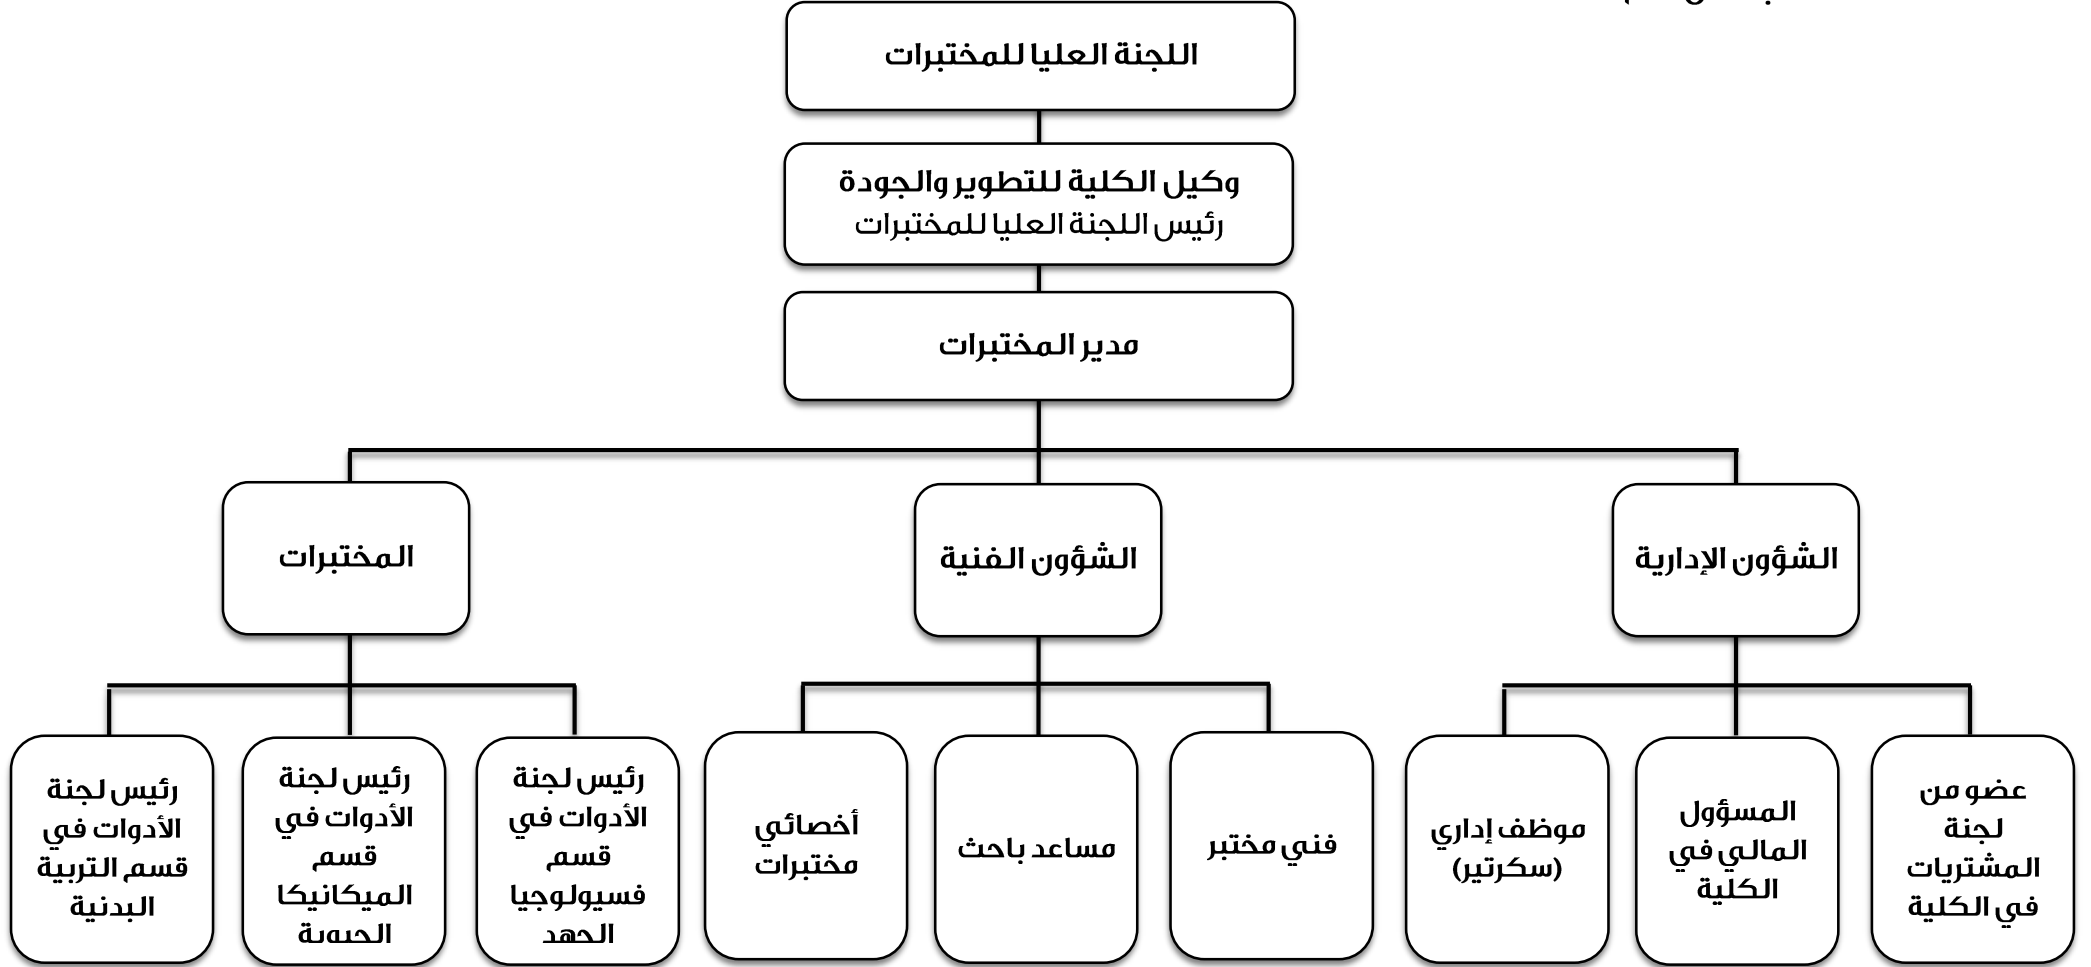 اللجنة العليا للمختبرات
وكيل الكلية للتطوير والجودة
رئيس اللجنة العليا للمختبرات
مدير المختبرات
الشؤون الإدارية
الشؤون الفنية
المختبرات
عضو من
لجنة
المشتريات
في الكلية
المسؤول
المالي في
الكلية
موظف إداري
(سكرتير)
فني مختبر
مساعد باحث
أخصائي
مختبرات
رئيس لجنة
الأدوات في
قسم
فسيولوجيا
الجهد
رئيس لجنة
الأدوات في
قسم
الميكانيكا
الحيوية
رئيس لجنة
الأدوات في
قسم التربية
البدنية